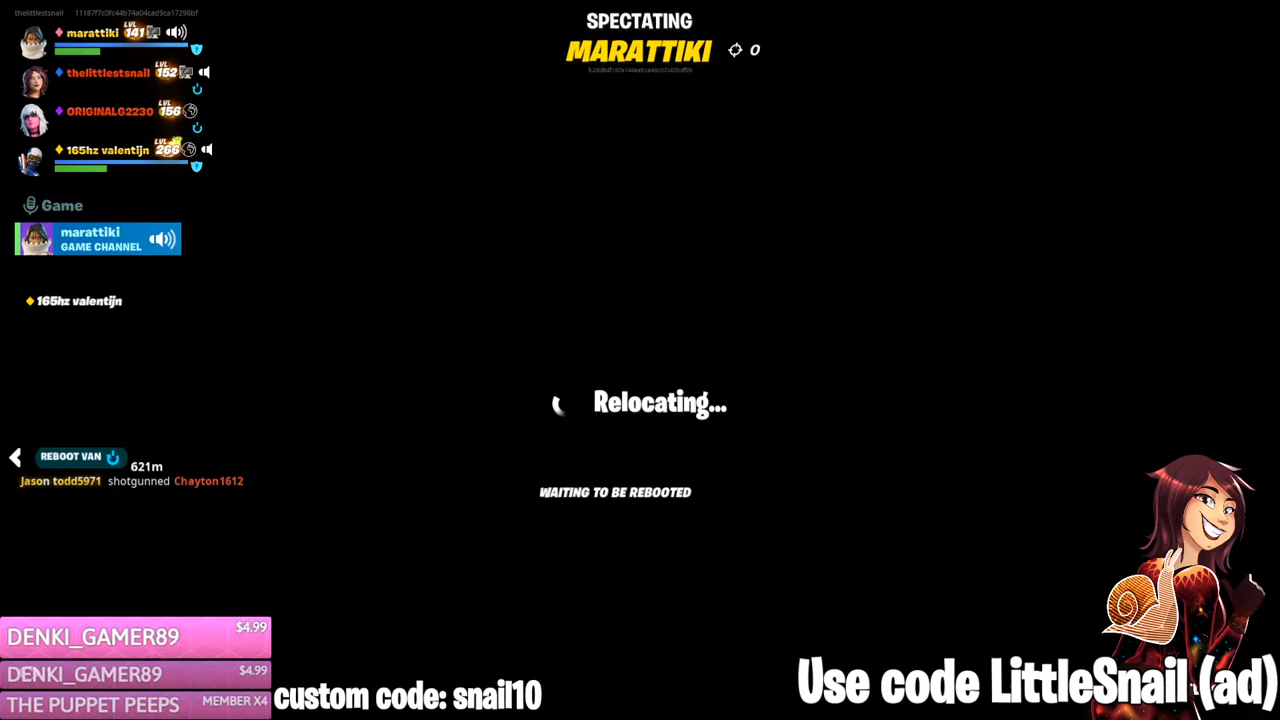 thelittlestsnail
SPECTATING
MARATTIKI 0
marattiki LVL 141
thelittlestsnail LVL 152
ORIGINALG2230 LVL 156
165hz valentijn LVL 266
Game
marattiki
GAME CHANNEL
165hz valentijn
Relocating...
REBOOT VAN
621m
Jason todd5971 shotgunned Chayton1612
WAITING TO BE REBOOTED
DENKI_GAMER89 $4.99
DENKI_GAMER89 $4.99
THE PUPPET PEEPS MEMBER X4
custom code: snail10
Use code LittleSnail (ad)